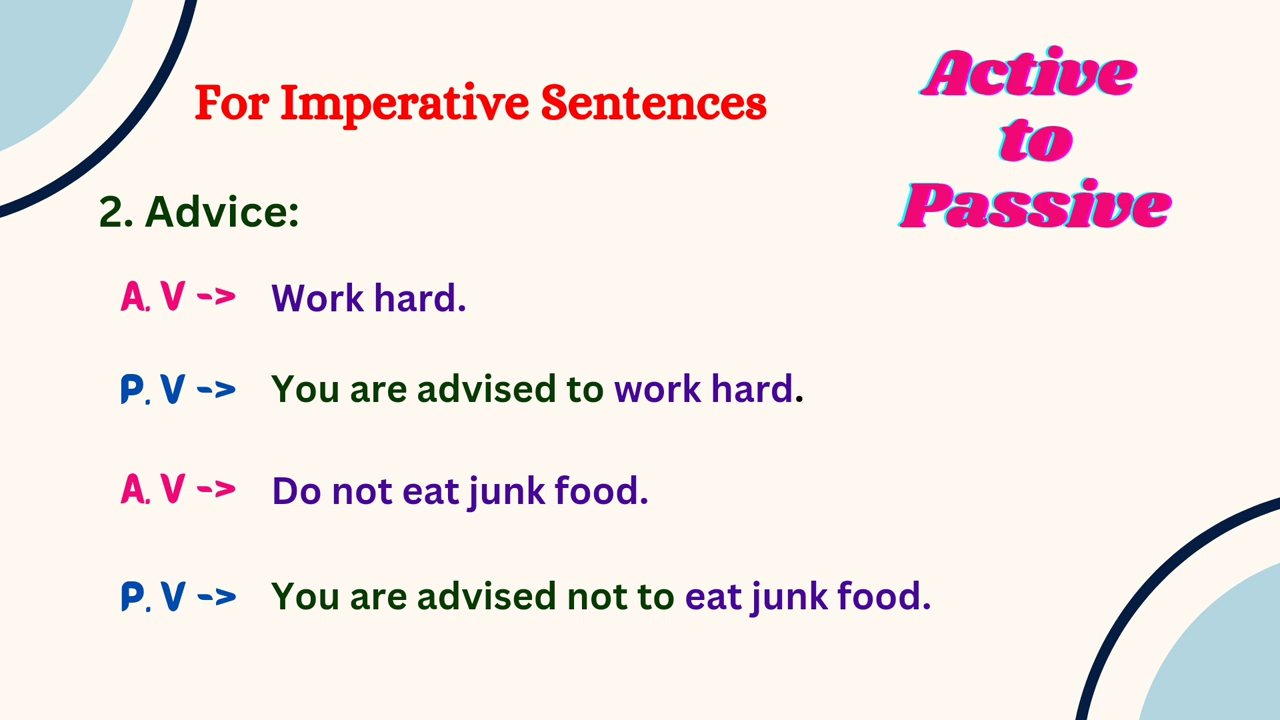 For Imperative Sentences
Active
to
Passive
2. Advice:
A. V -> Work hard.
P. V -> You are advised to work hard.
A. V -> Do not eat junk food.
P. V -> You are advised not to eat junk food.